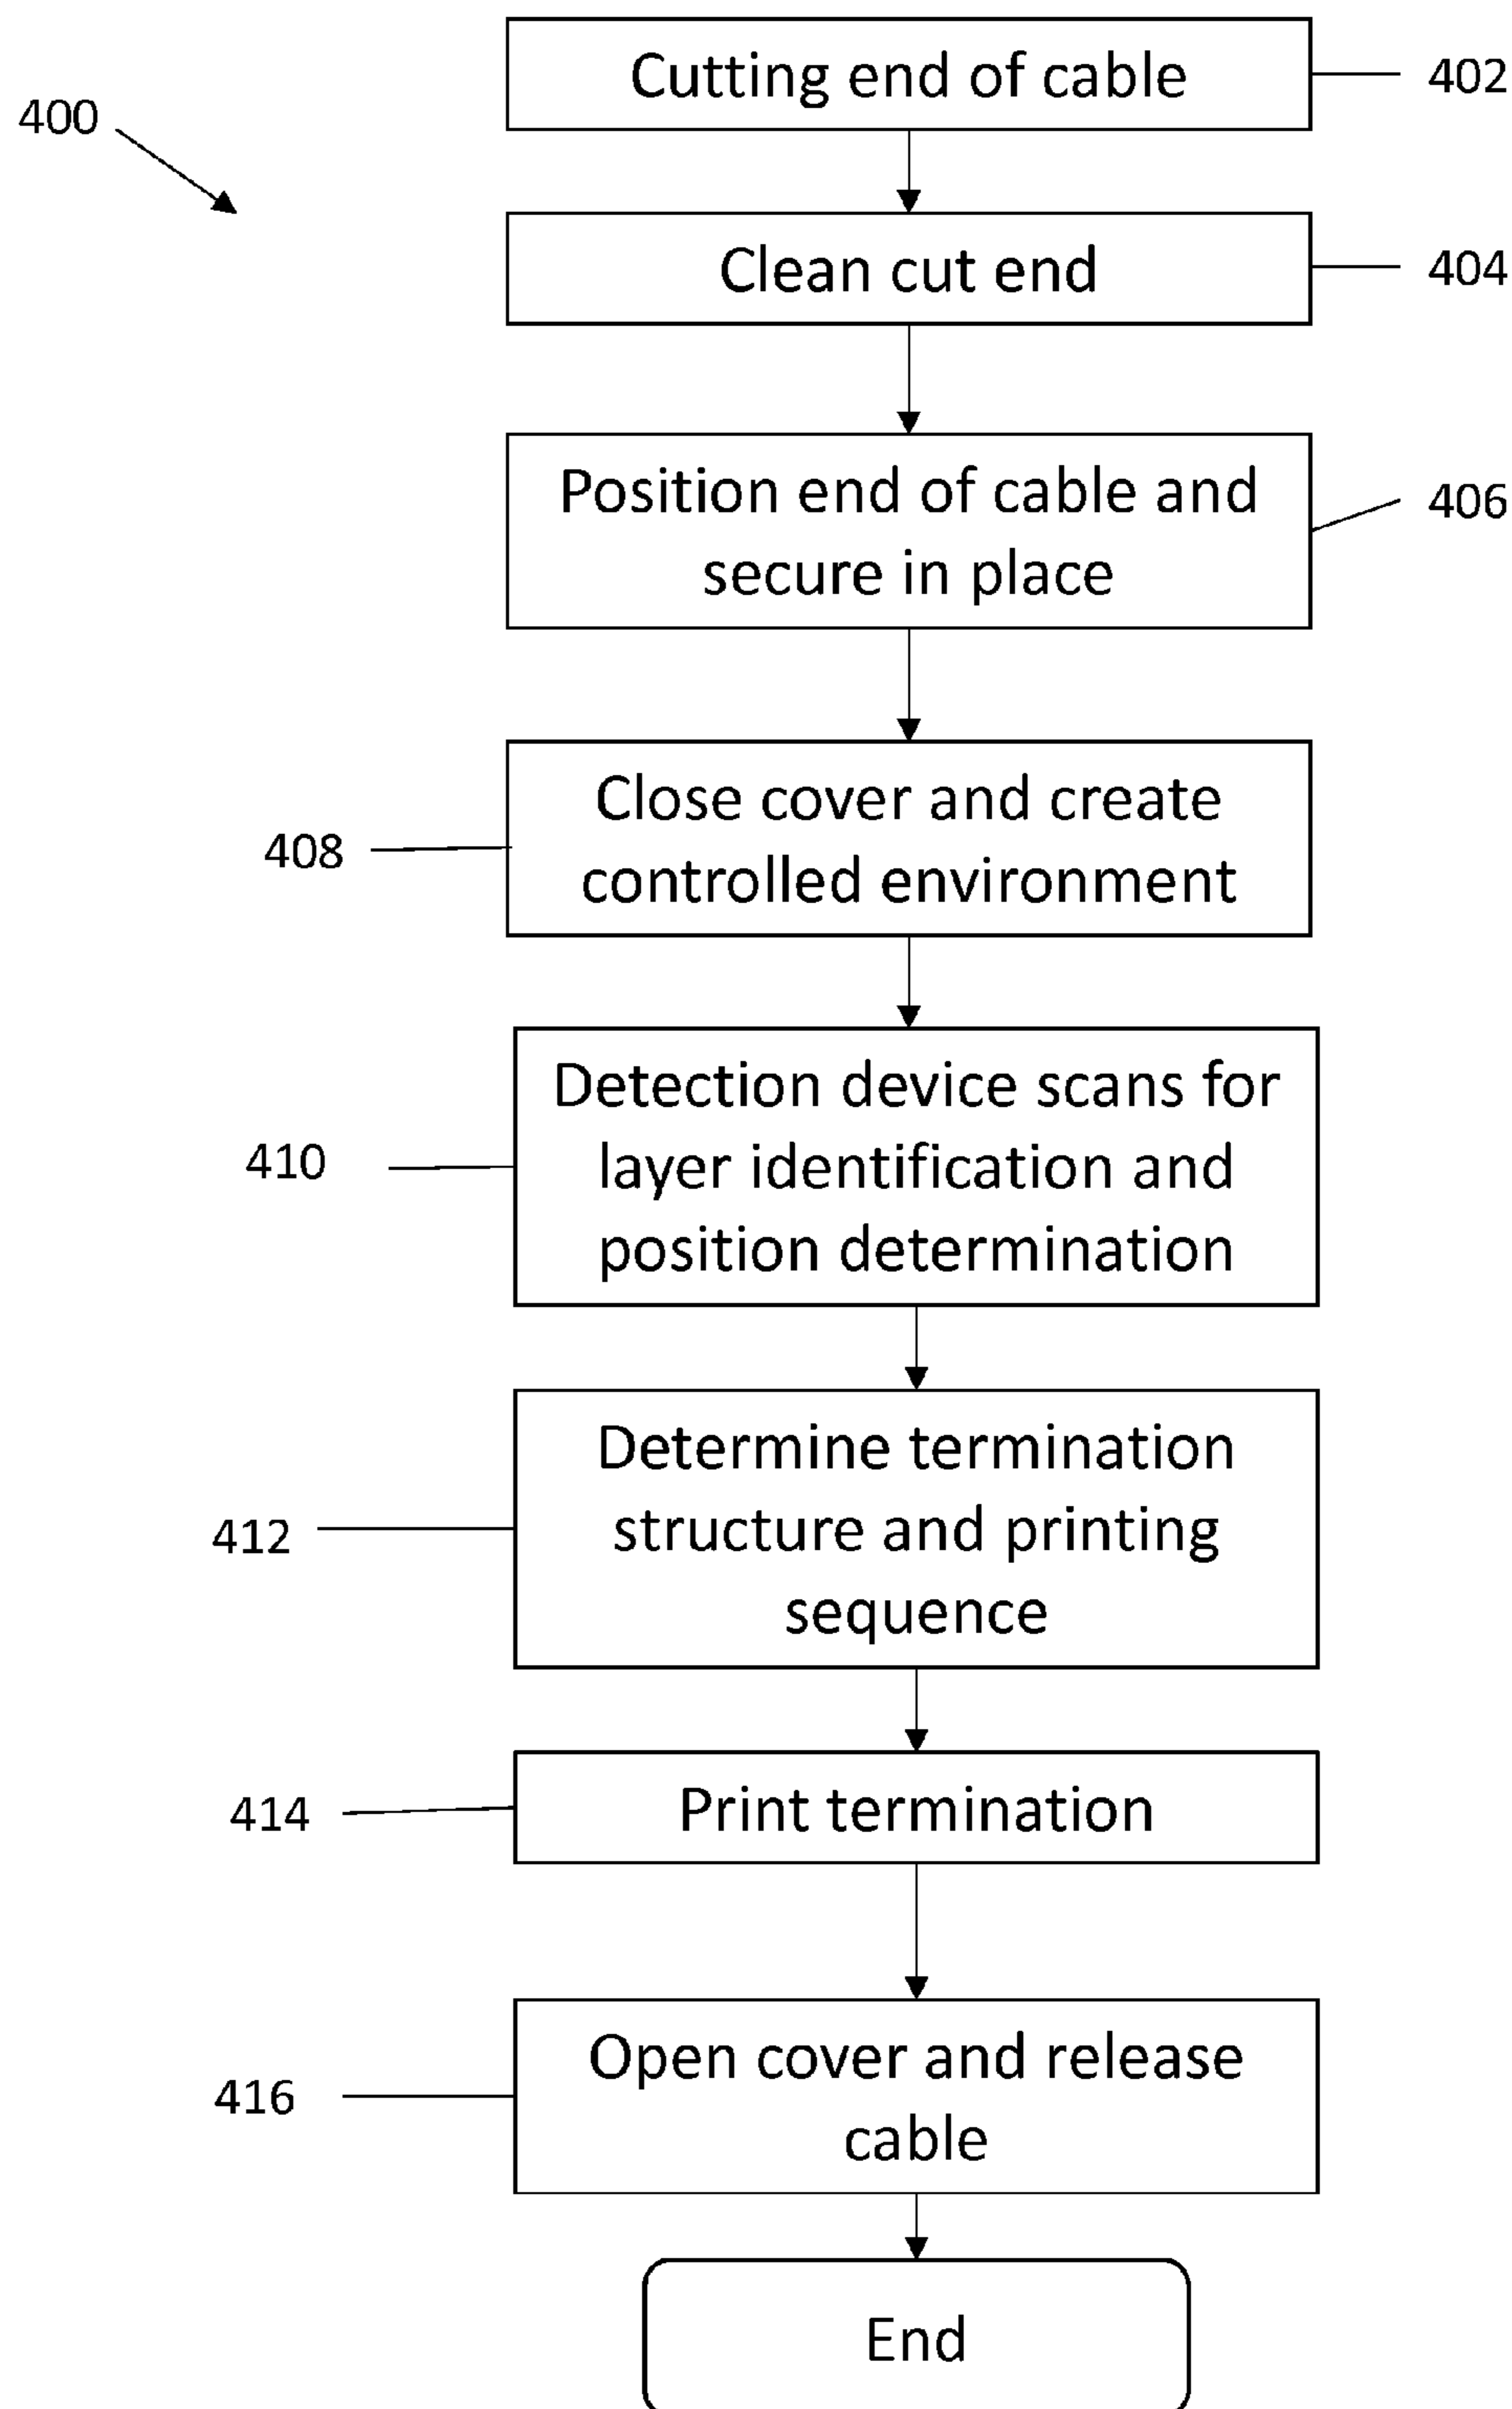 Cutting end of cable
402
400
Clean cut end
404
Position end of cable and
secure in place
406
Close cover and create
controlled environment
408
Detection device scans for
layer identification and
position determination
410
Determine termination
structure and printing
sequence
412
Print termination
414
Open cover and release
cable
416
End